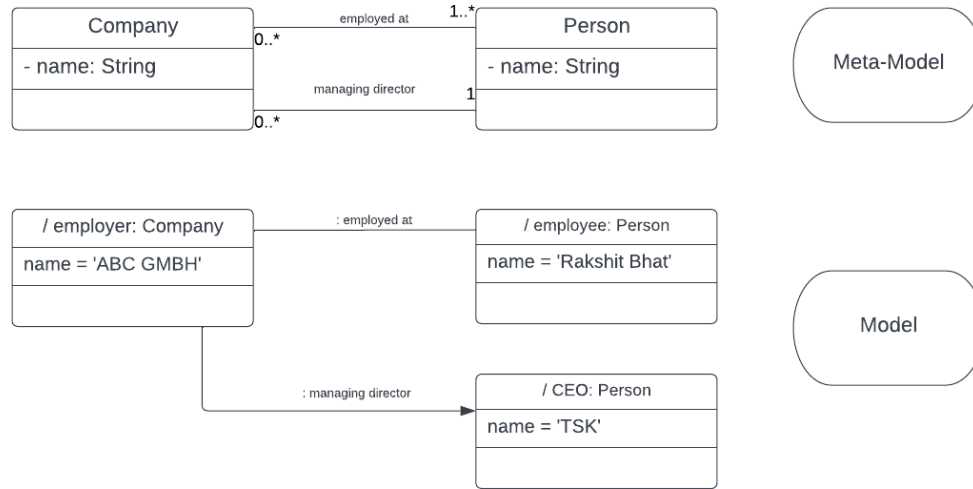 Company
employed at
1..*
Person
0..*
- name: String
- name: String
Meta-Model
managing director
1
0..*
/ employer: Company
: employed at
/ employee: Person
name = 'ABC GMBH'
name = 'Rakshit Bhat'
Model
: managing director
/ CEO: Person
name = 'TSK'